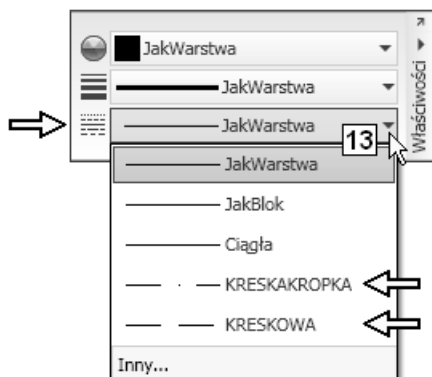 JakWarstwa
JakWarstwa
JakWarstwa
13
Właściwości
JakWarstwa
JakBlok
Ciągła
KRESKAKROPKA
KRESKOWA
Inny...